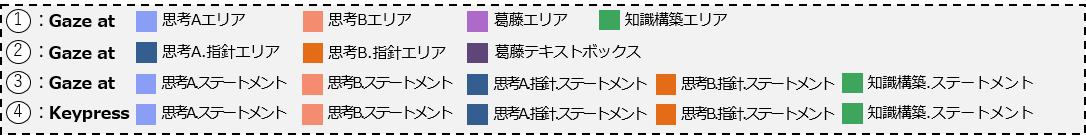 ①：Gaze at 思考Aエリア 思考Bエリア 葛藤エリア 知識構築エリア
②：Gaze at 思考A.指針エリア 思考B.指針エリア 葛藤テキストボックス
③：Gaze at 思考Aステートメント 思考Bステートメント 思考A指針.ステートメント 思考B指針.ステートメント 知識構築.ステートメント
④：Keypress 思考Aステートメント 思考Bステートメント 思考A指針.ステートメント 思考B指針.ステートメント 知識構築.ステートメント